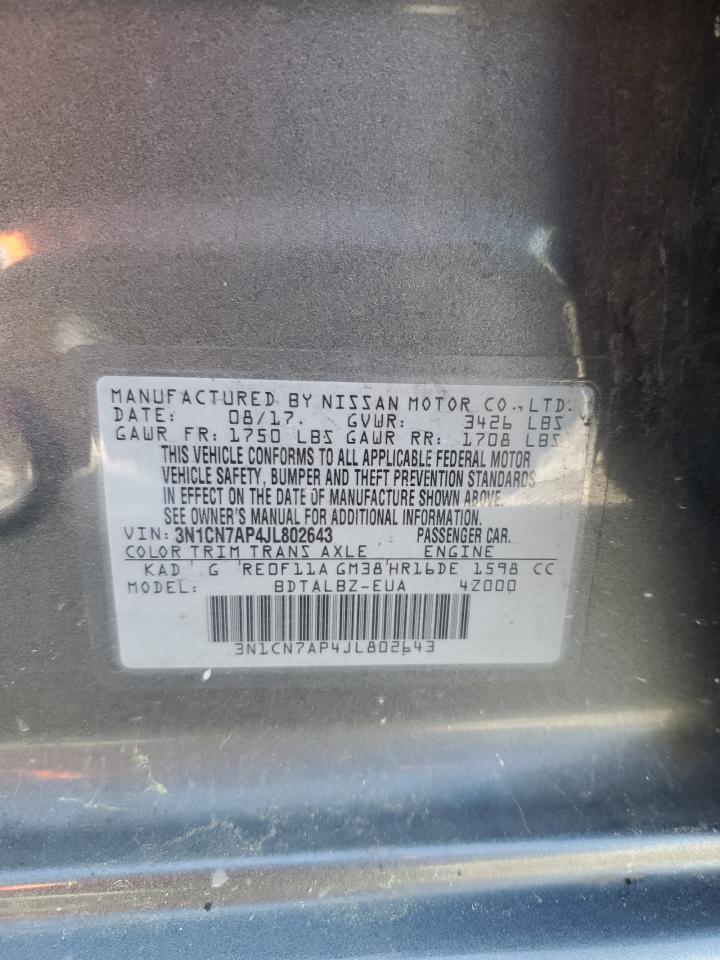 MANUFACTURED BY NISSAN MOTOR CO., LTD.
DATE: 08/17. GVWR: 3426 LBS
GAWR FR: 1750 LBS GAWR RR: 1708 LBS
THIS VEHICLE CONFORMS TO ALL APPLICABLE FEDERAL MOTOR
VEHICLE SAFETY, BUMPER AND THEFT PREVENTION STANDARDS
IN EFFECT ON THE DATE OF MANUFACTURE SHOWN ABOVE.
SEE OWNER'S MANUAL FOR ADDITIONAL INFORMATION.
VIN: 3N1CN7AP4JL802643 PASSENGER CAR.
COLOR TRIM TRANS AXLE ENGINE
KAD G RE0F11A GM38 HR16DE 1598 CC
MODEL: BDTALBZ-EUA 4Z000
3N1CN7AP4JL802643